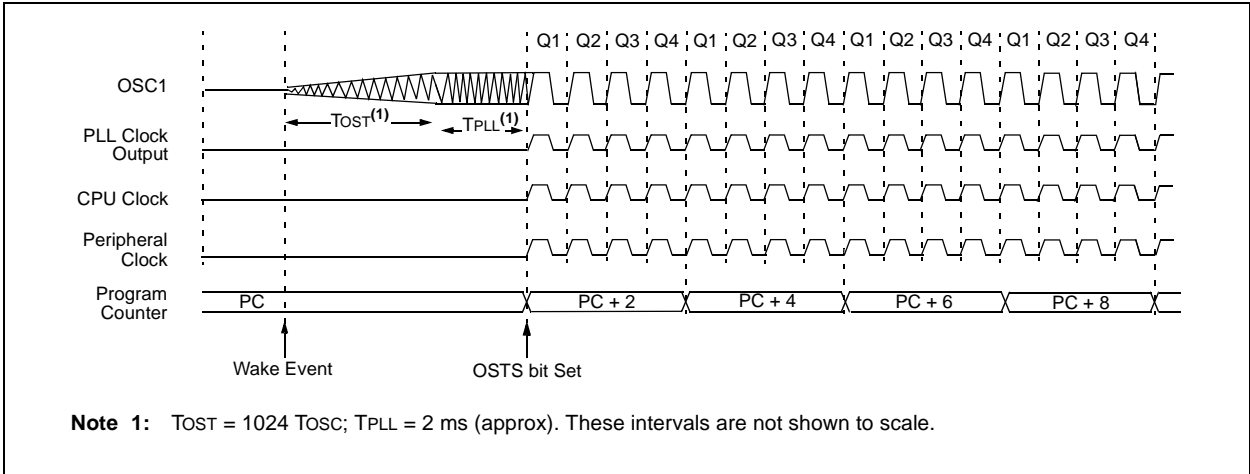 Q1 Q2 Q3 Q4 Q1 Q2 Q3 Q4 Q1 Q2 Q3 Q4 Q1 Q2 Q3 Q4
OSC1
TOST(1) TPLL(1)
PLL Clock
Output
CPU Clock
Peripheral
Clock
Program
Counter
PC PC + 2 PC + 4 PC + 6 PC + 8
Wake Event OSTS bit Set
Note 1: TOST = 1024 TOSC; TPLL = 2 ms (approx). These intervals are not shown to scale.